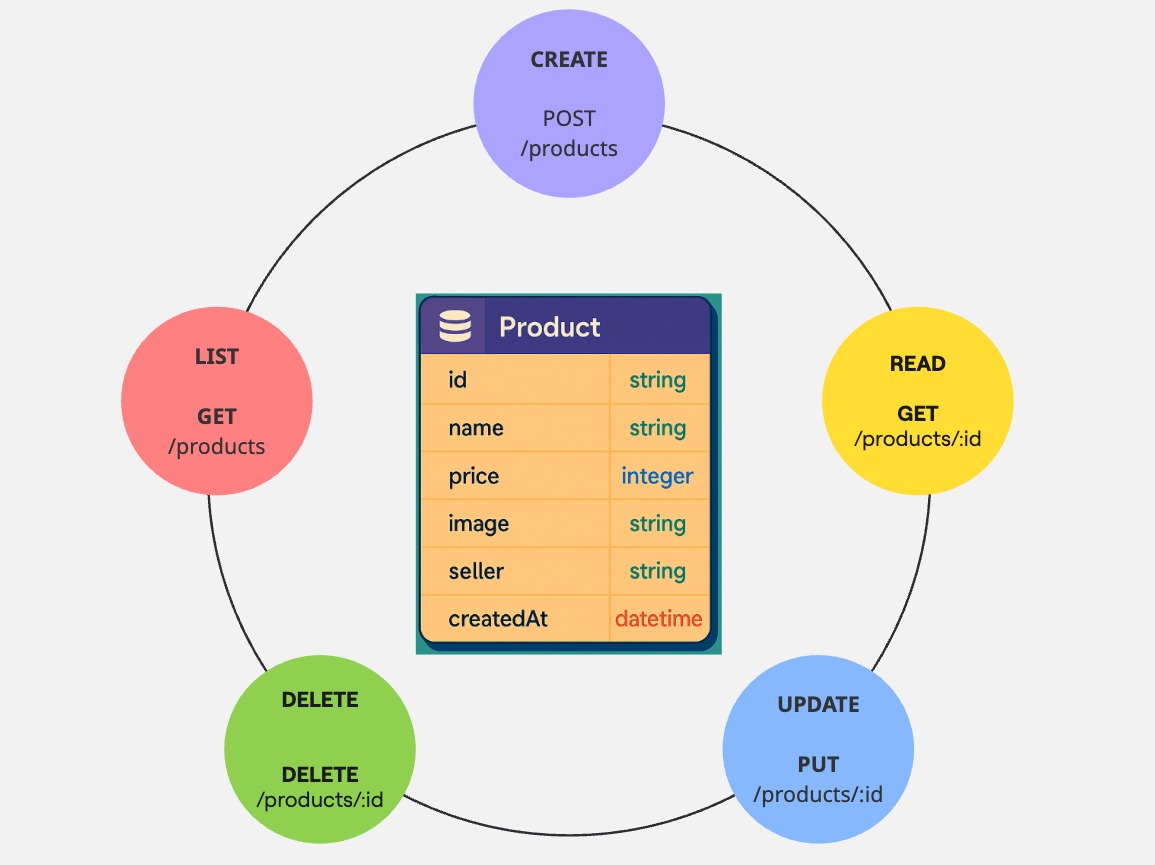 CREATE
POST
/products
LIST
GET
/products
READ
GET
/products/:id
Product
id string
name string
price integer
image string
seller string
createdAt datetime
DELETE
DELETE
/products/:id
UPDATE
PUT
/products/:id